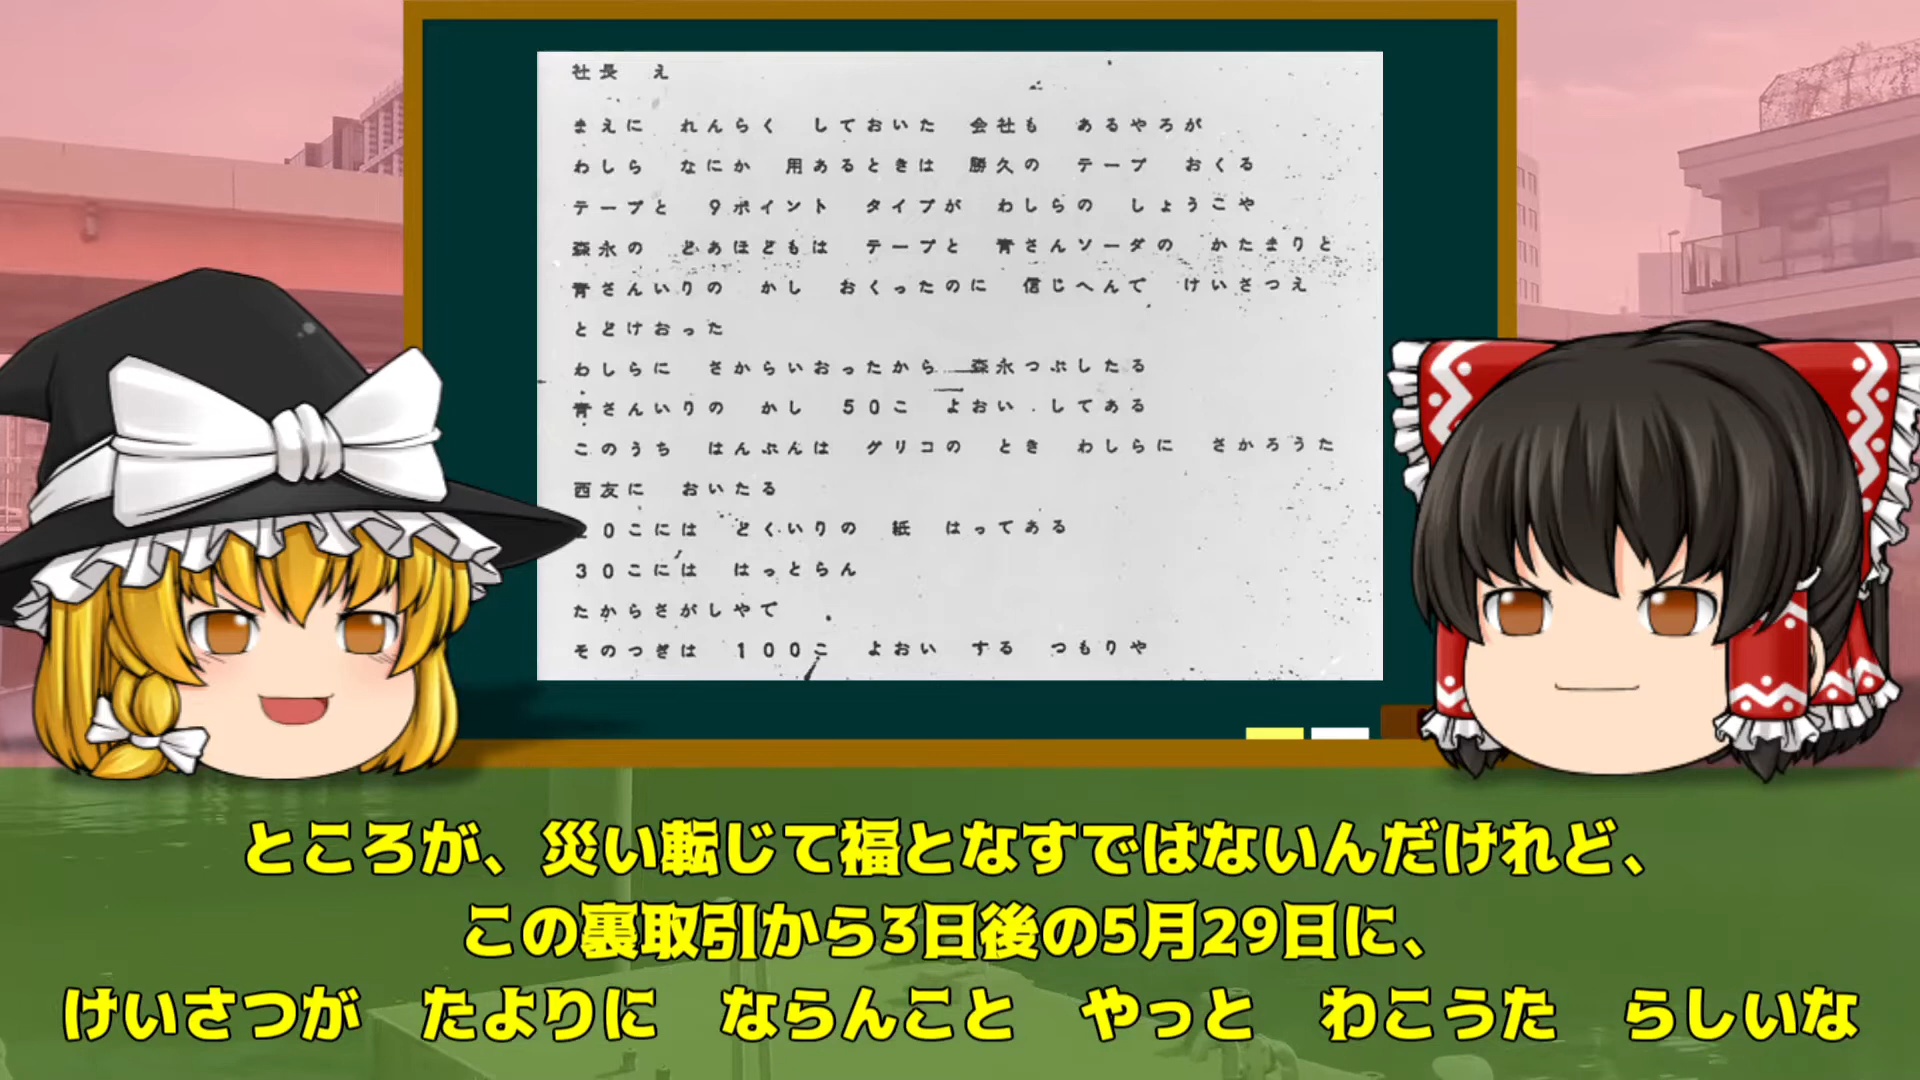 社長　え
まえに　れんらく　しておいた　会社も　あるやろが
わしら　なにか　用あるときは　勝久の　テープ　おくる
テープと　9ポイント　タイプが　わしらの　しょうこや
森永の　どあほどもは　テープと　青さんソーダの　かたまりと
青さんいりの　かし　おくったのに　信じへんで　けいさつえ
とどけおった
わしらに　さからいおったから　森永つぶしたる
青さんいりの　かし　50こ　よおい　してある
このうち　はんぶんは　グリコの　とき　わしらに　さかろうた
西友に　おいたる
20こには　どくいりの　紙　はってある
30こには　はっとらん
たからさがしやで
そのつぎは　100こ　よおい　する　つもりや
ところが、災い転じて福となすではないんだけれど、
この裏取引から3日後の5月29日に、
けいさつが　たよりに　ならんこと　やっと　わこうた　らしいな